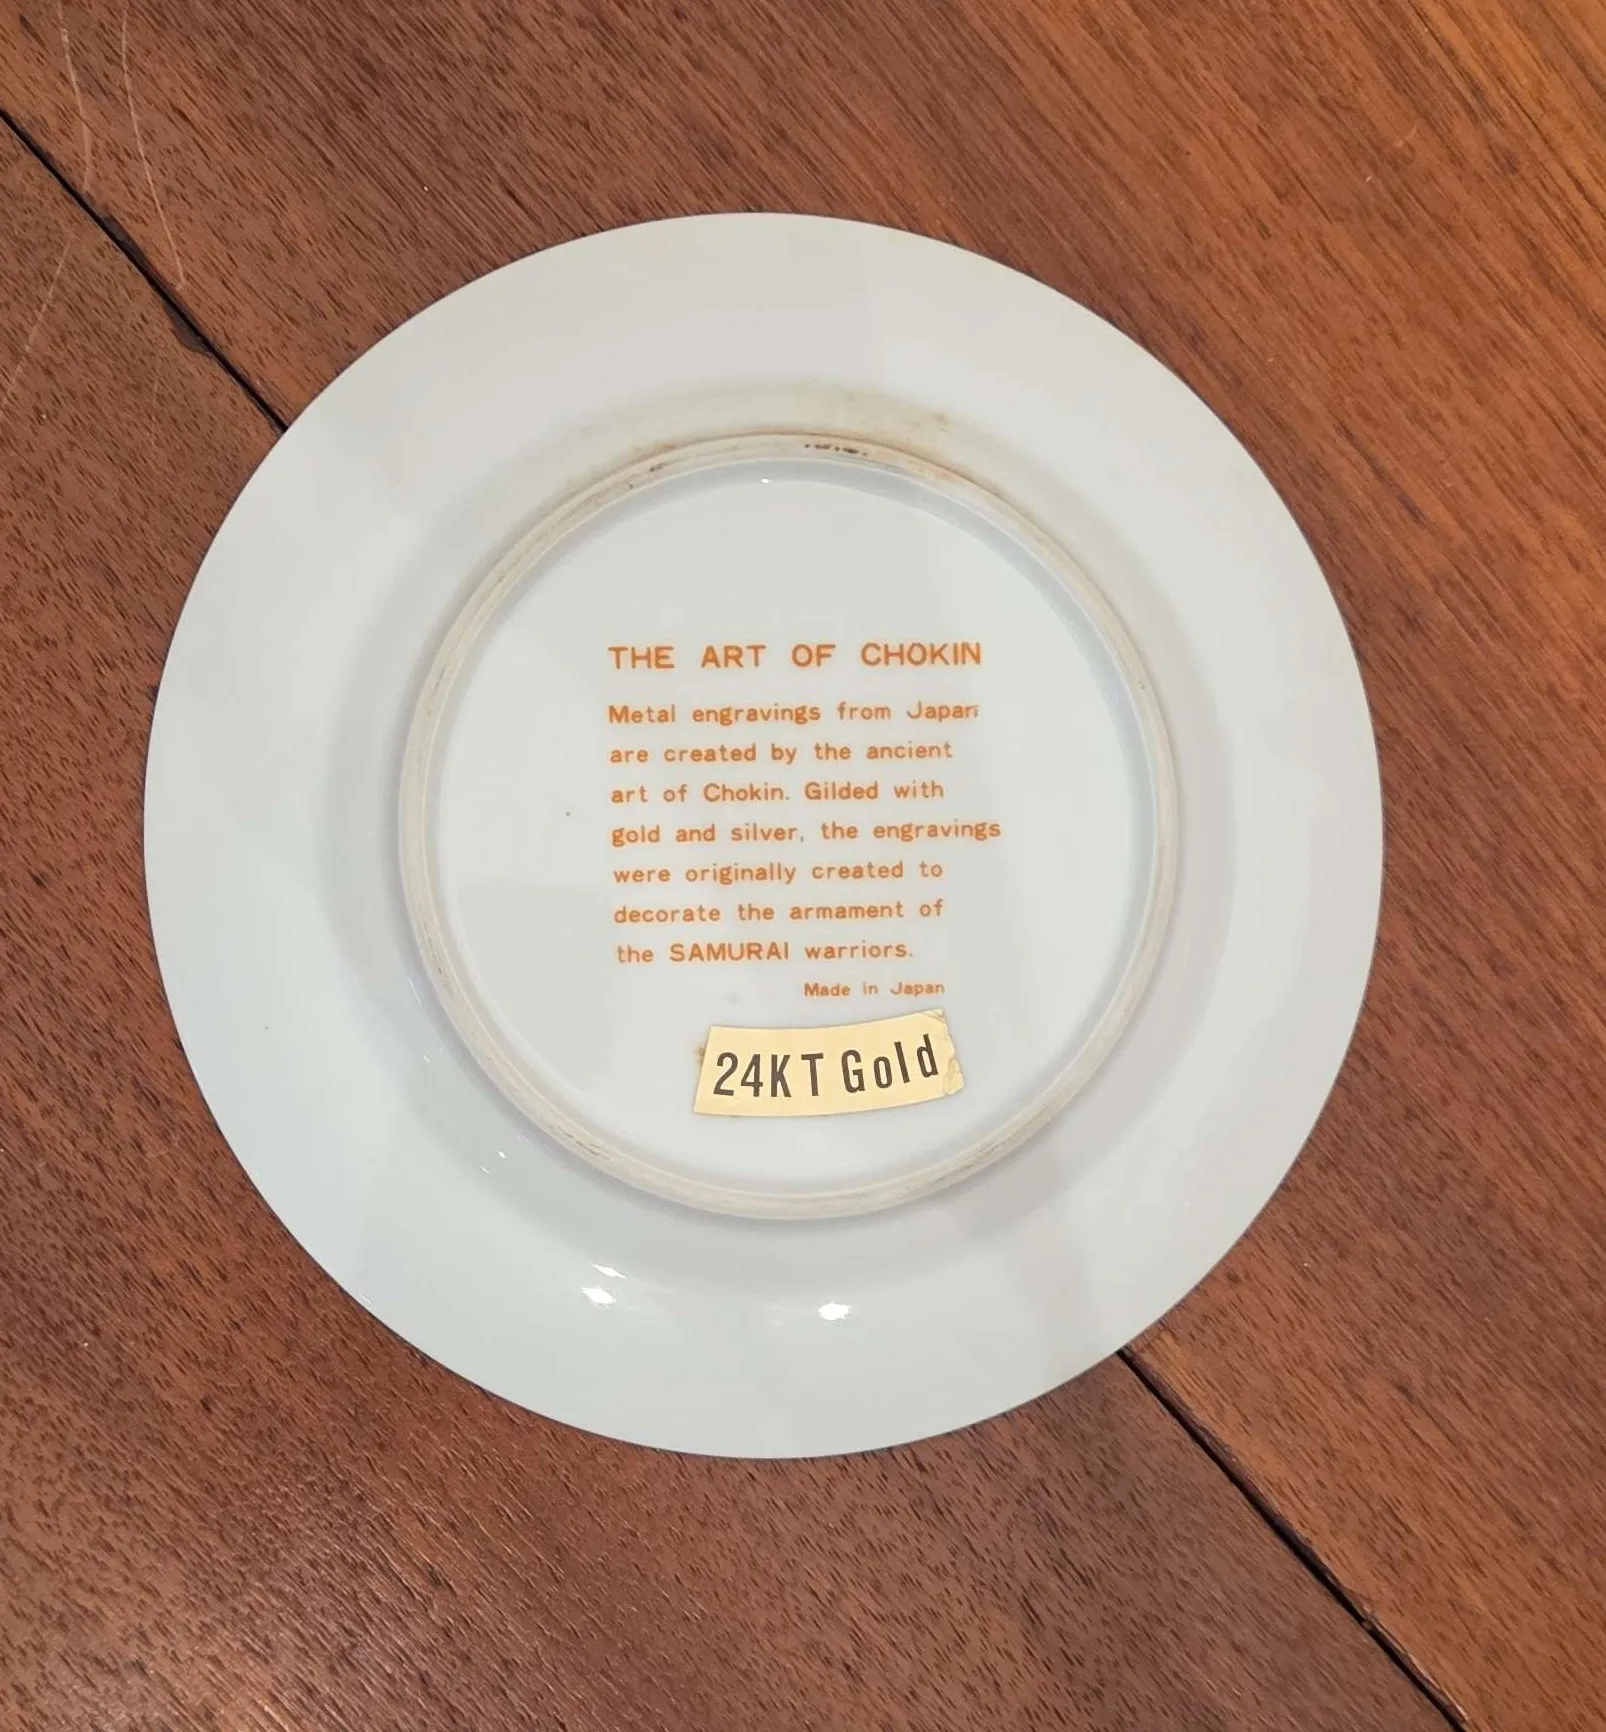 THE ART OF CHOKIN
Metal engravings from Japan
are created by the ancient
art of Chokin. Gilded with
gold and silver, the engravings
were originally created to
decorate the armament of
the SAMURAI warriors.
Made in Japan
24KT Gold